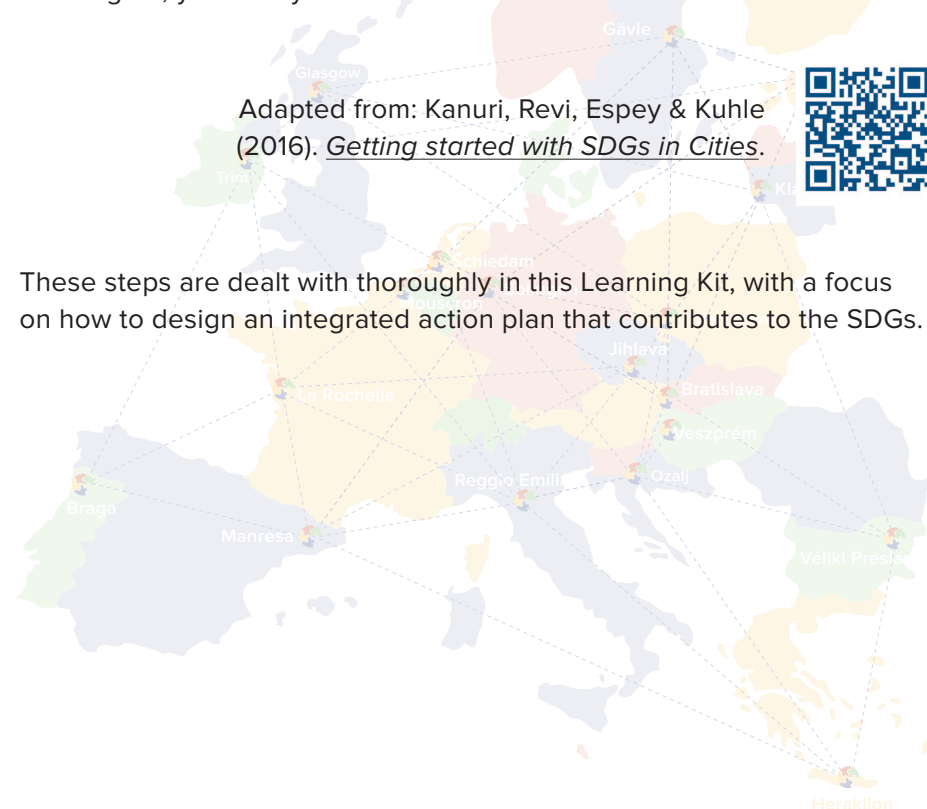 Gävle
Glasgow
Adapted from: Kanuri, Revi, Espey & Kuhle
(2016). Getting started with SDGs in Cities.
Trim
Schiedam
These steps are dealt with thoroughly in this Learning Kit, with a focus
Mouscron
on how to design an integrated action plan that contributes to the SDGs.
Jihlava
Bratislava
La Rochelle
Veszprém
Reggio Emilia
Ozalj
Braga
Manresa
Veliki Presla
Heraklion